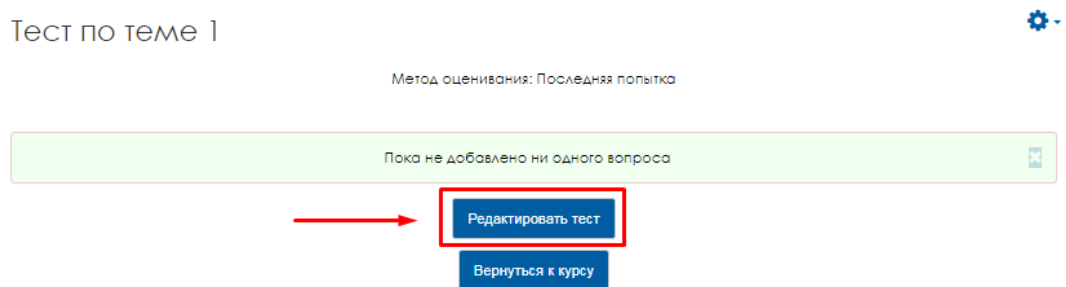 Тест по теме 1
Метод оценивания: Последняя попытка
Пока не добавлено ни одного вопроса
Редактировать тест
Вернуться к курсу